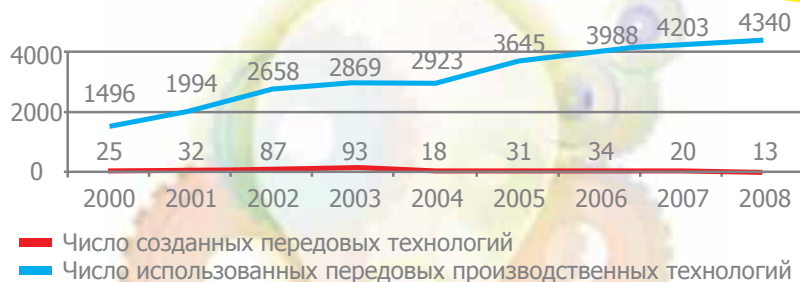 4340
4203
3988
3645
4000
2869 2923
2658
1994
1496
2000
25 32 87 93 18 31 34 20 13
0
2000 2001 2002 2003 2004 2005 2006 2007 2008
Число созданных передовых технологий
Число использованных передовых производственных технологий